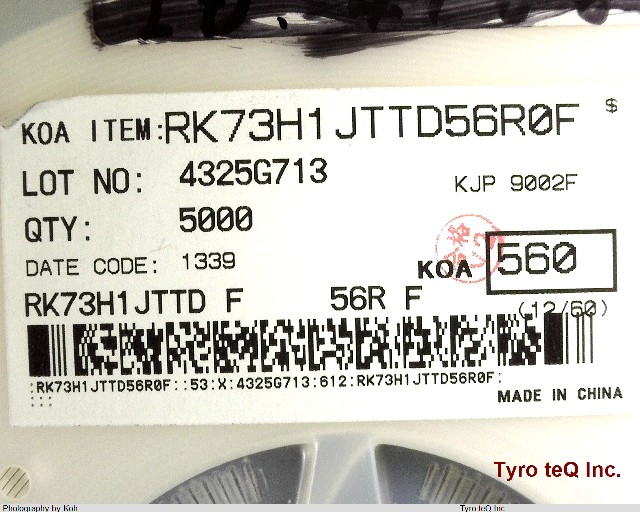 KOA ITEM:RK73H1JTTD56R0F $
LOT NO: 4325G713
KJP 9002F
QTY: 5000
DATE CODE: 1339
KOA 560
RK73H1JTTD F 56R F
(12/60)
:RK73H1JTTD56R0F::53:X:4325G713:612:RK73H1JTTD56R0F:
:::
MADE IN CHINA
Tyro teQ Inc.
Photography by Koh Tyro teQ Inc